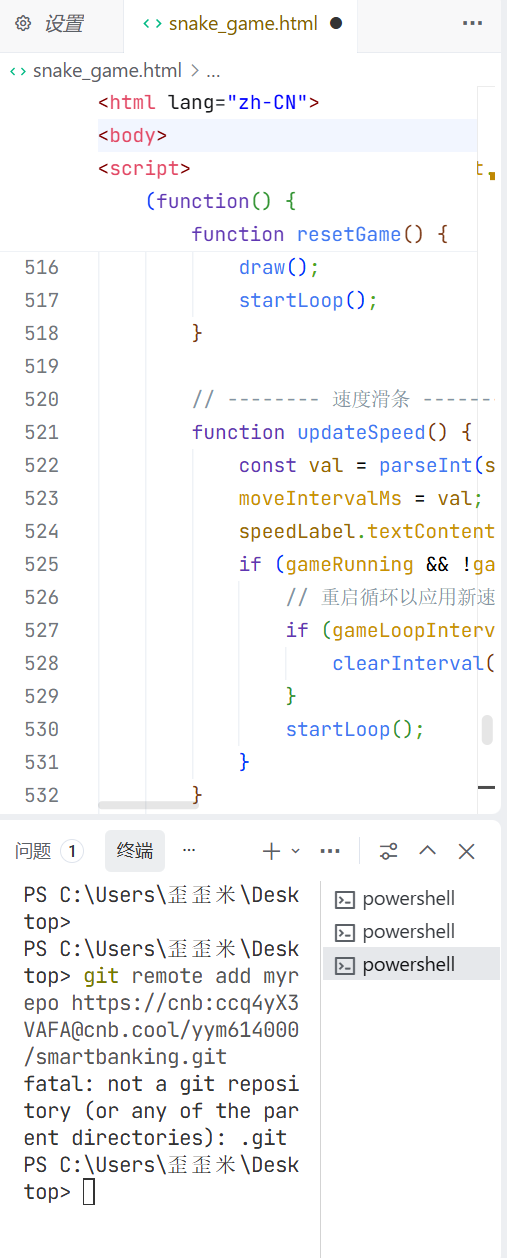 设置
snake_game.html
snake_game.html > ...
<html lang="zh-CN">
<body>
<script>
(function() {
function resetGame() {
516 draw();
517 startLoop();
518 }
519
520 // -------- 速度滑条 -------
521 function updateSpeed() {
522 const val = parseInt(s
523 moveIntervalMs = val;
524 speedLabel.textContent
525 if (gameRunning && !ga
526 // 重启循环以应用新速
527 if (gameLoopInterv
528 clearInterval(
529 }
530 startLoop();
531 }
532 }
问题 1 终端 ...
PS C:\Users\歪歪米\Desk
top>
PS C:\Users\歪歪米\Desk
top> git remote add myr
epo https://cnb:ccq4yX3
VAFA@cnb.cool/yym614000
/smartbanking.git
fatal: not a git reposi
tory (or any of the par
ent directories): .git
PS C:\Users\歪歪米\Desk
top>
powershell
powershell
powershell